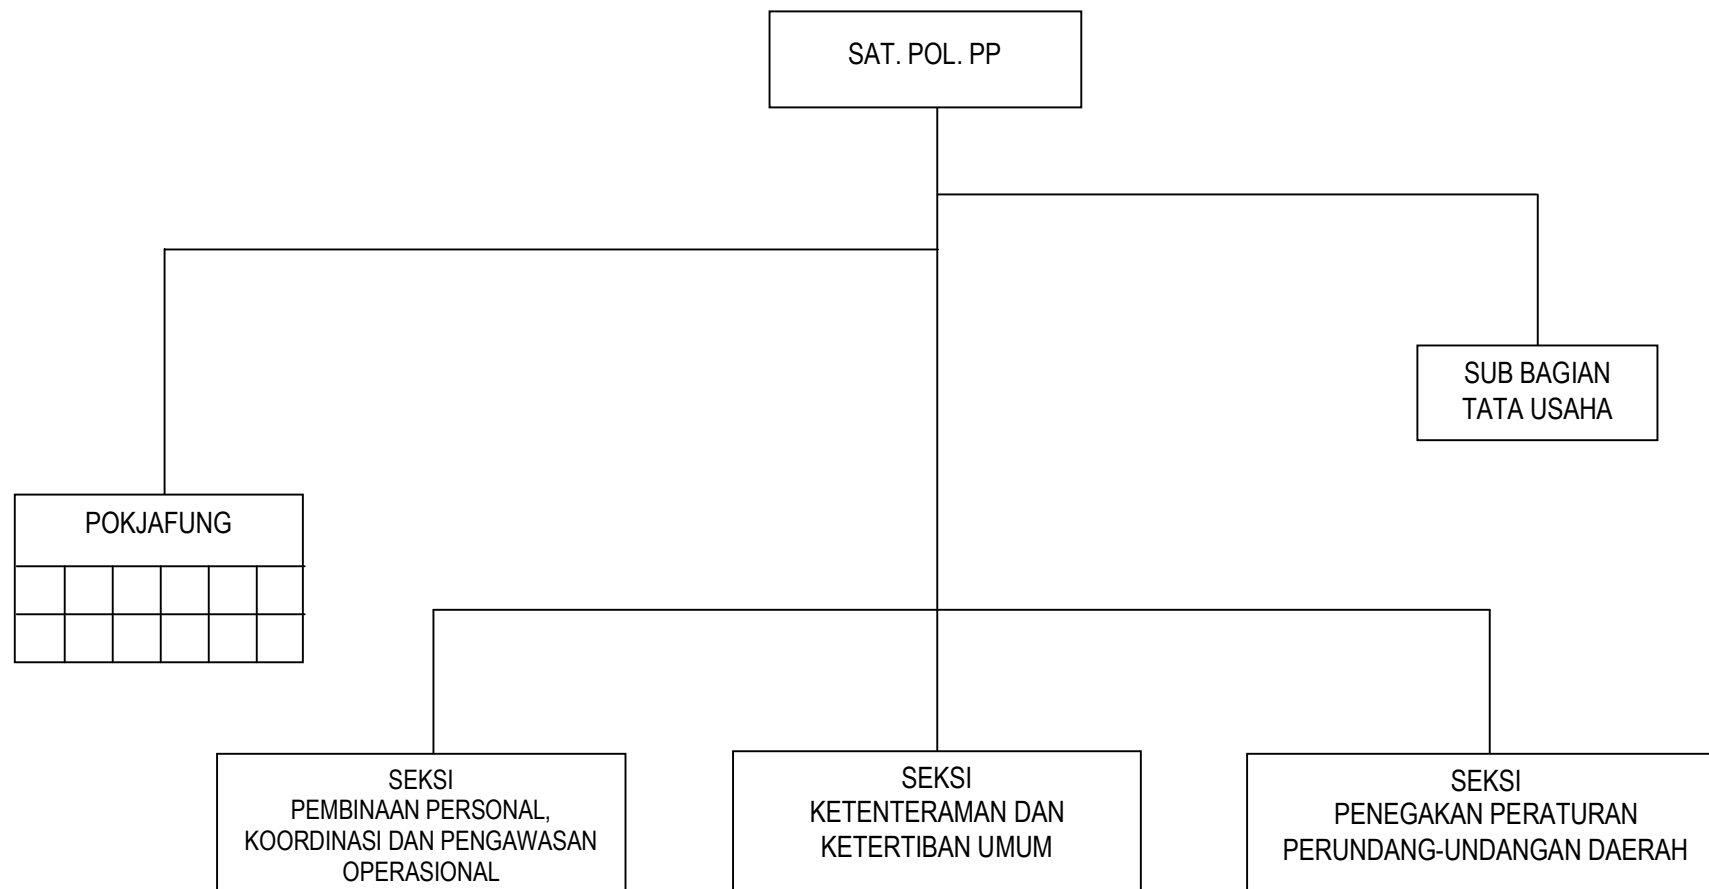 SAT. POL. PP
SUB BAGIAN
TATA USAHA
POKJAFUNG
SEKSI
PEMBINAAN PERSONAL,
KOORDINASI DAN PENGAWASAN
OPERASIONAL
SEKSI
KETENTERAMAN DAN
KETERTIBAN UMUM
SEKSI
PENEGAKAN PERATURAN
PERUNDANG-UNDANGAN DAERAH